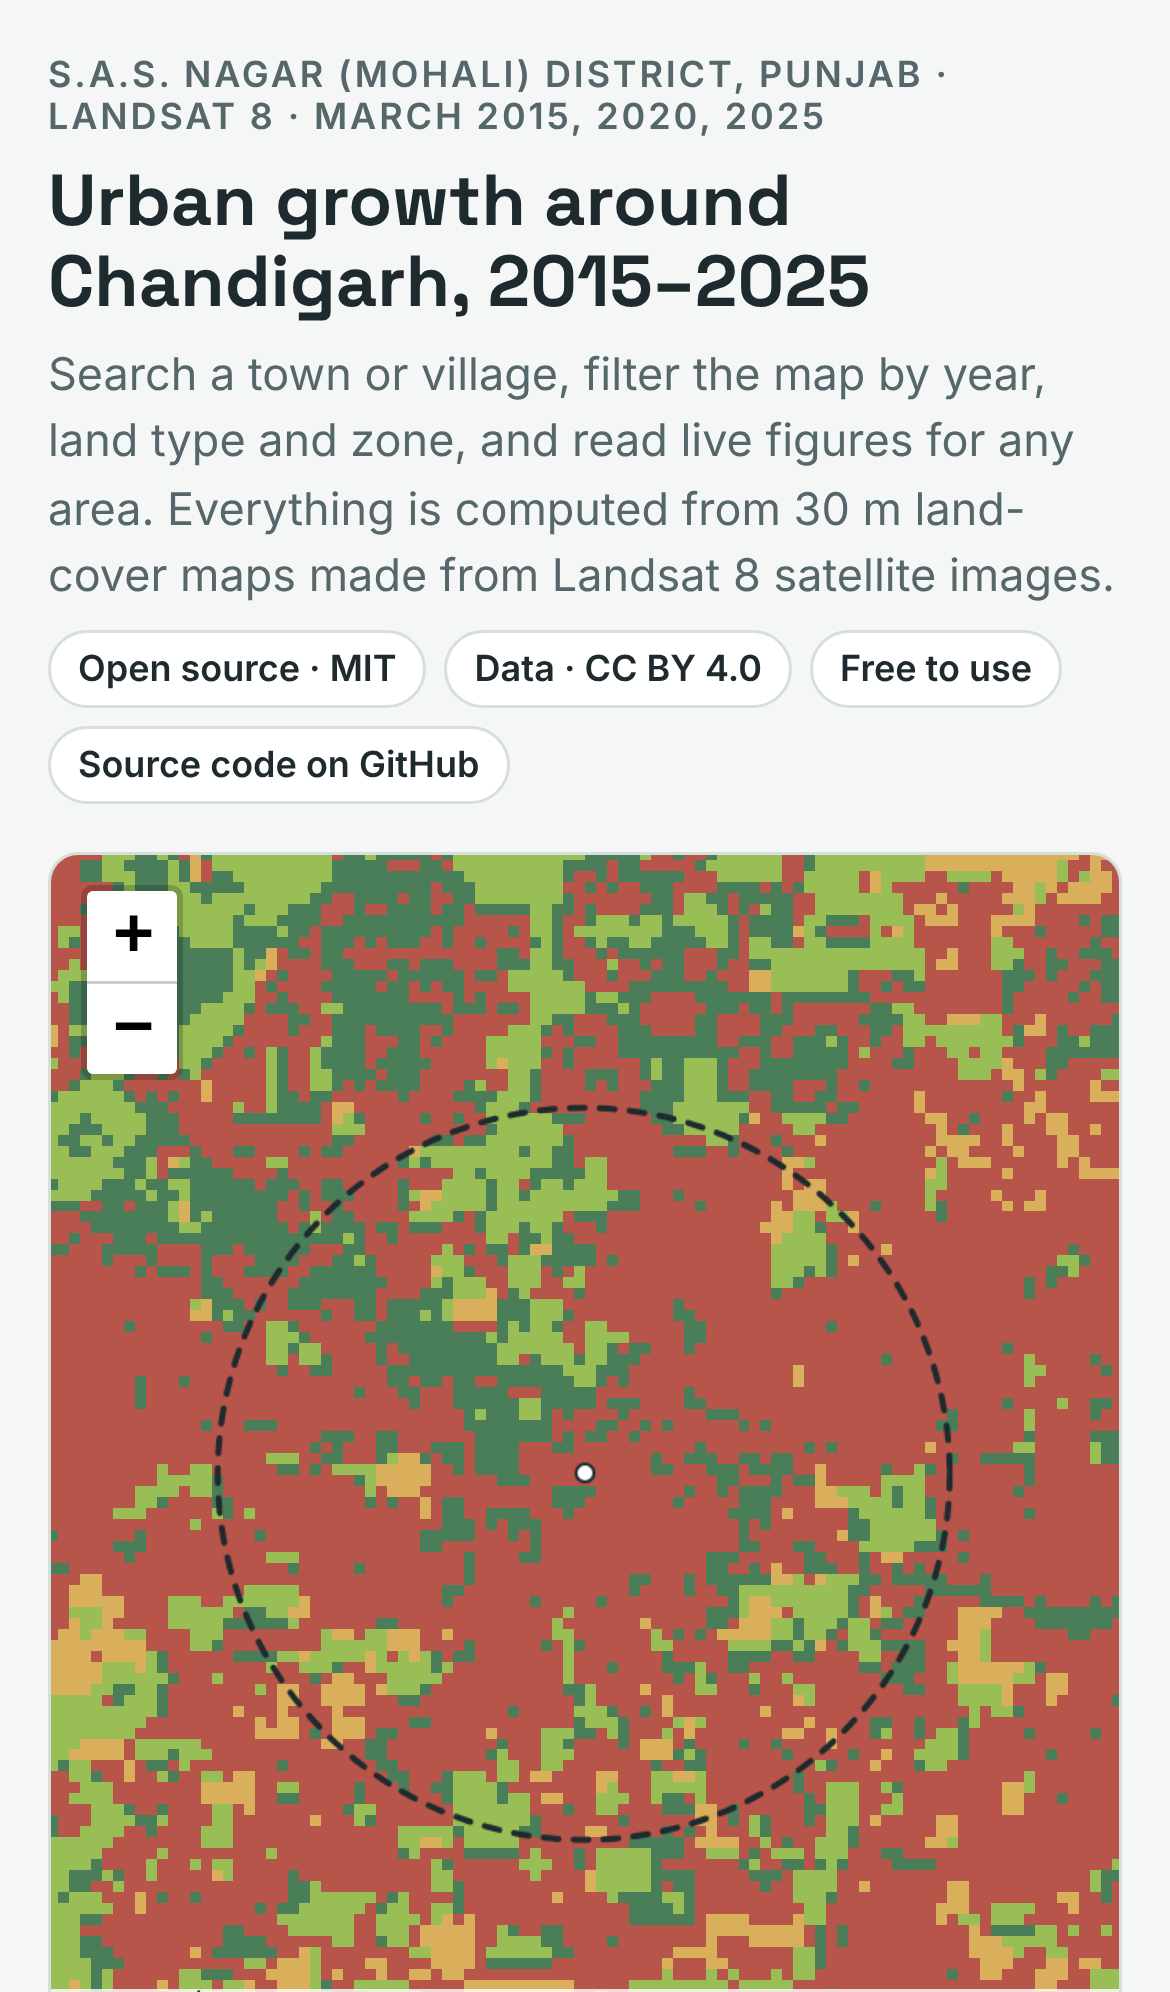 S.A.S. NAGAR (MOHALI) DISTRICT, PUNJAB ·
LANDSAT 8 · MARCH 2015, 2020, 2025
Urban growth around
Chandigarh, 2015–2025
Search a town or village, filter the map by year,
land type and zone, and read live figures for any
area. Everything is computed from 30 m land-
cover maps made from Landsat 8 satellite images.
Open source · MIT
Data · CC BY 4.0
Free to use
Source code on GitHub
+
−